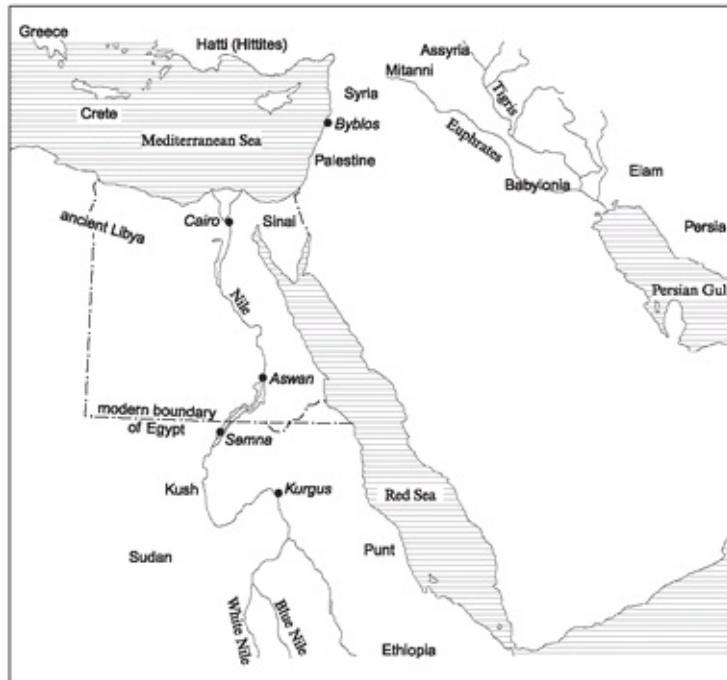 Greece
Hatti (Hittites)
Assyria
Mitanni
Tigris
Syria
Crete
Byblos
Mediterranean Sea
Euphrates
Palestine
Elam
Babylonia
ancient Libya
Cairo
Sinai
Persia
Persian Gul
Nile
Aswan
modern boundary
of Egypt
Semna
Kush
Kurgus
Red Sea
Sudan
Punt
White Nile
Blue Nile
Ethiopia